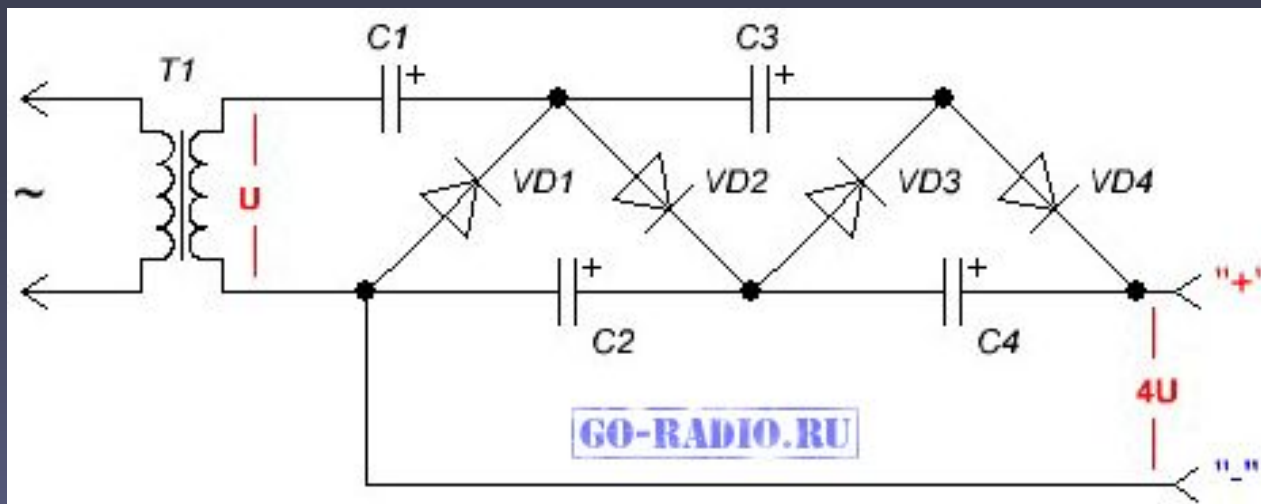 C1 C3
T1
+ +
VD1 VD2 VD3 VD4
~ U
+ + "+"
C2 C4
4U
GO-RADIO.RU
"-"